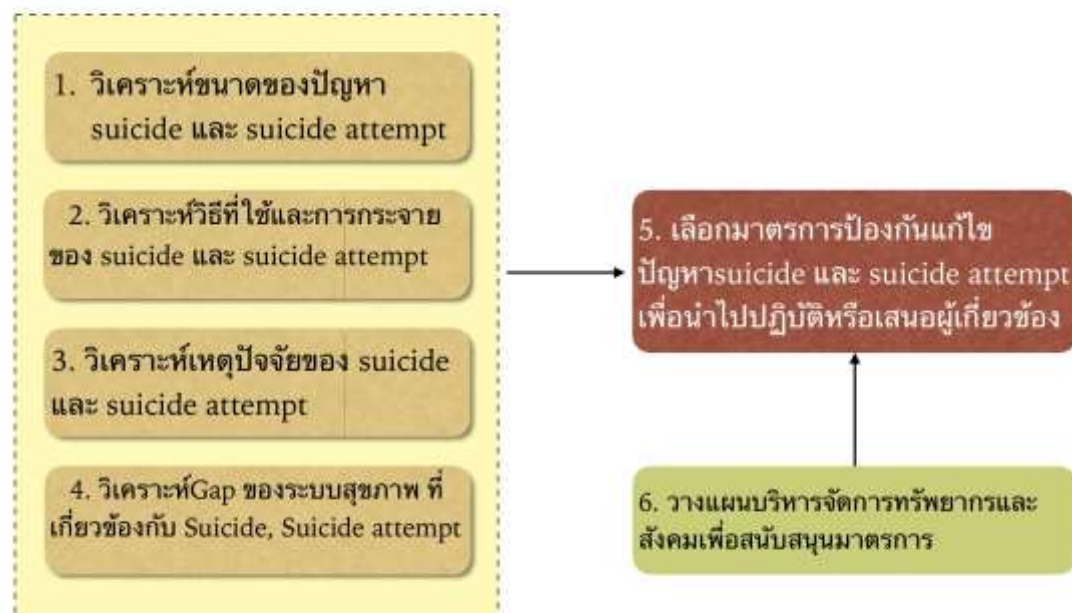 1. วิเคราะห์ขนาดของปัญหา
suicide และ suicide attempt
2. วิเคราะห์วิธีที่ใช้และการกระจาย
ของ suicide และ suicide attempt
3. วิเคราะห์เหตุปัจจัยของ suicide
และ suicide attempt
4. วิเคราะห์Gap ของระบบสุขภาพ ที่
เกี่ยวข้องกับ Suicide, Suicide attempt
5. เลือกมาตรการป้องกันแก้ไข
ปัญหาsuicide และ suicide attempt
เพื่อนำไปปฏิบัติหรือเสนอผู้เกี่ยวข้อง
6. วางแผนบริหารจัดการทรัพยากรและ
สังคมเพื่อสนับสนุนมาตรการ